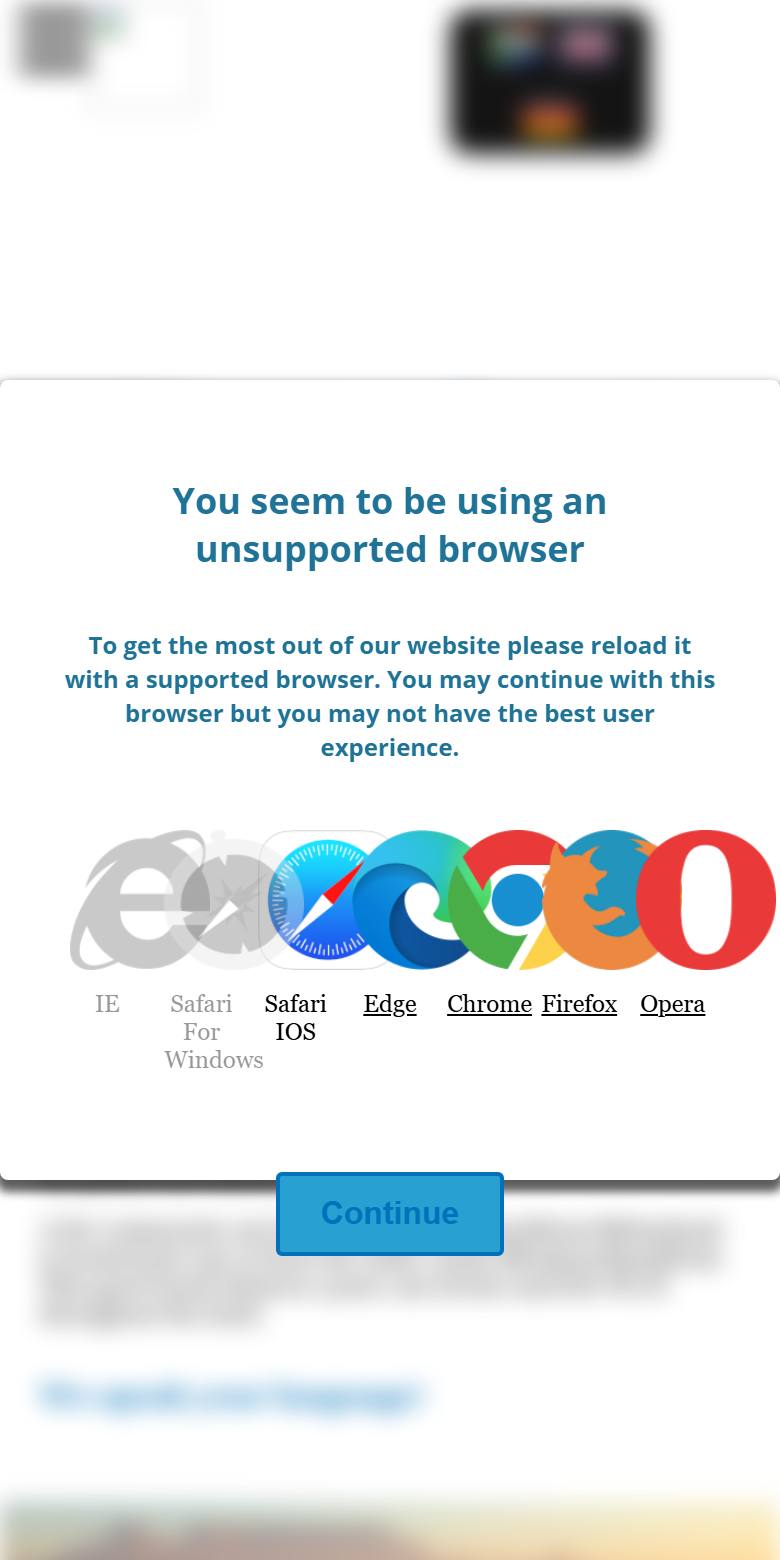 You seem to be using an
unsupported browser
To get the most out of our website please reload it
with a supported browser. You may continue with this
browser but you may not have the best user
experience.
IE
Safari
For
Windows
Safari
IOS
Edge
Chrome
Firefox
Opera
Continue